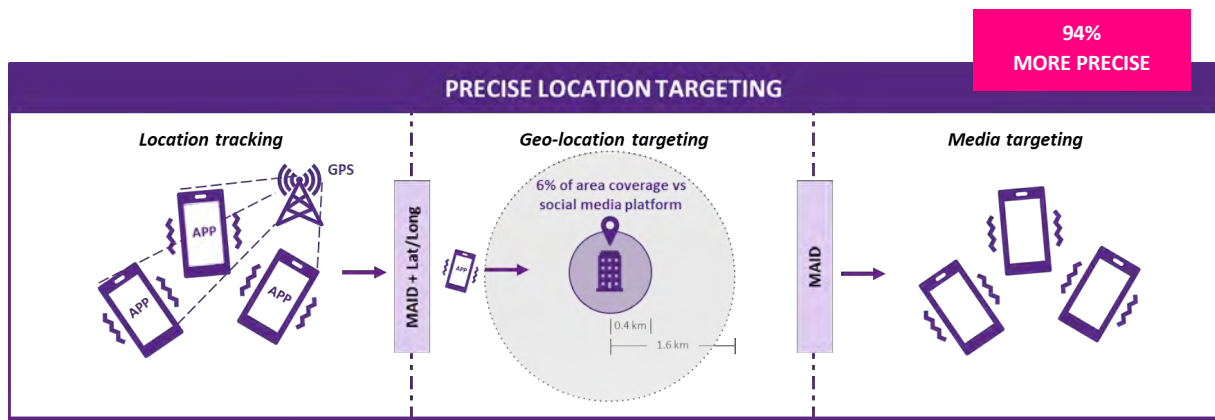 94%
MORE PRECISE
PRECISE LOCATION TARGETING
Location tracking
GPS
APP
APP
APP
MAID + Lat/Long
Geo-location targeting
6% of area coverage vs
social media platform
APP
0.4 km
1.6 km
MAID
Media targeting